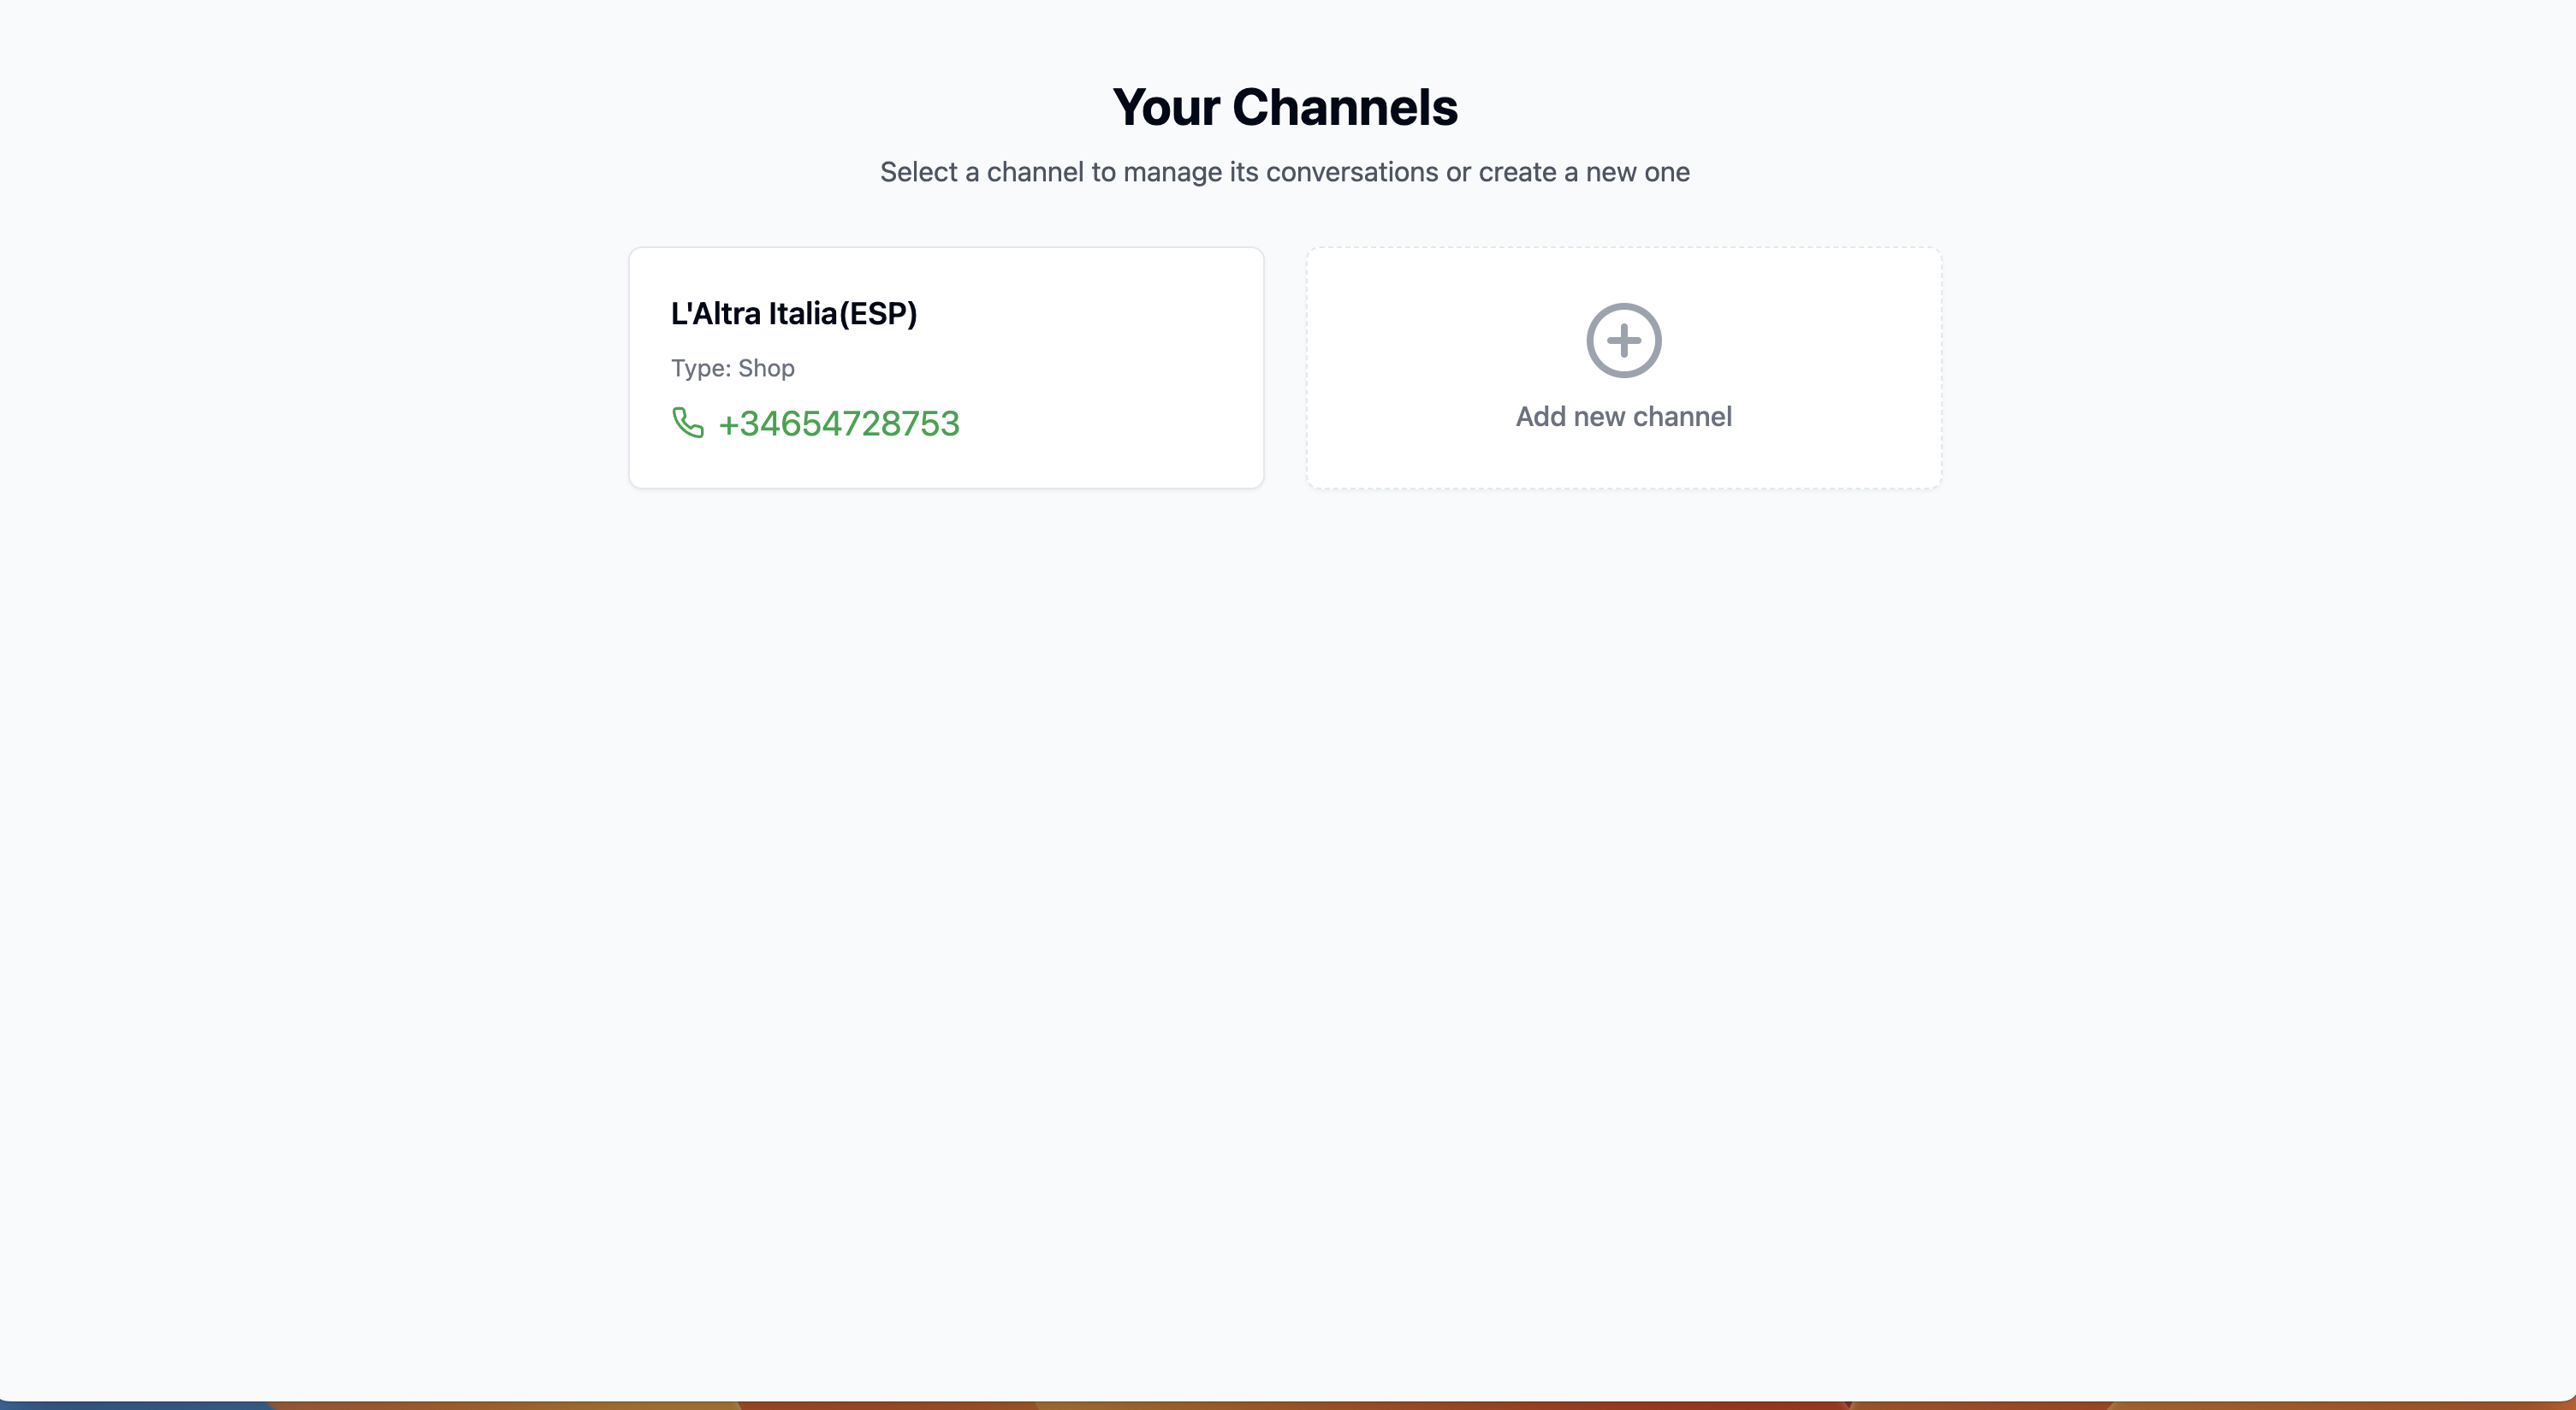 Your Channels
Select a channel to manage its conversations or create a new one
L'Altra Italia(ESP)
Type: Shop
+34654728753
Add new channel